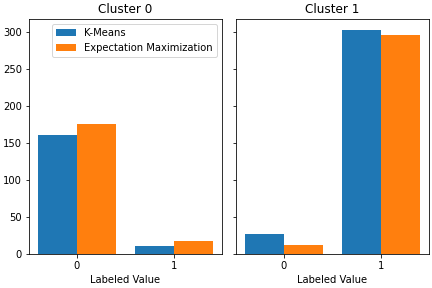 Cluster 0
Cluster 1
K-Means
Expectation Maximization
300
250
200
150
100
50
0
0
1
0
1
Labeled Value
Labeled Value